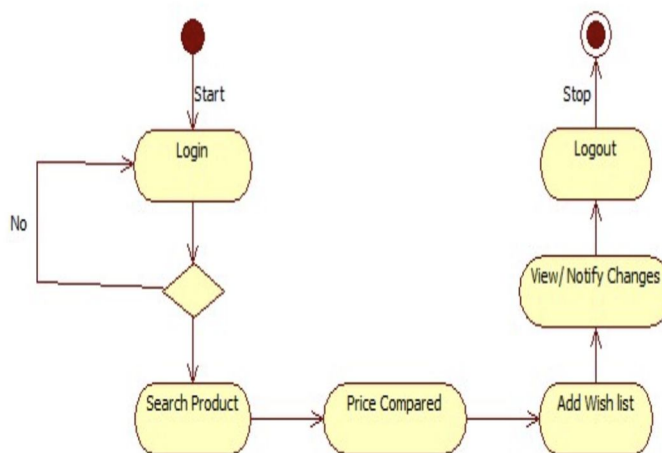 Start
Login
No
Search Product
Price Compared
Add Wish list
View/ Notify Changes
Logout
Stop